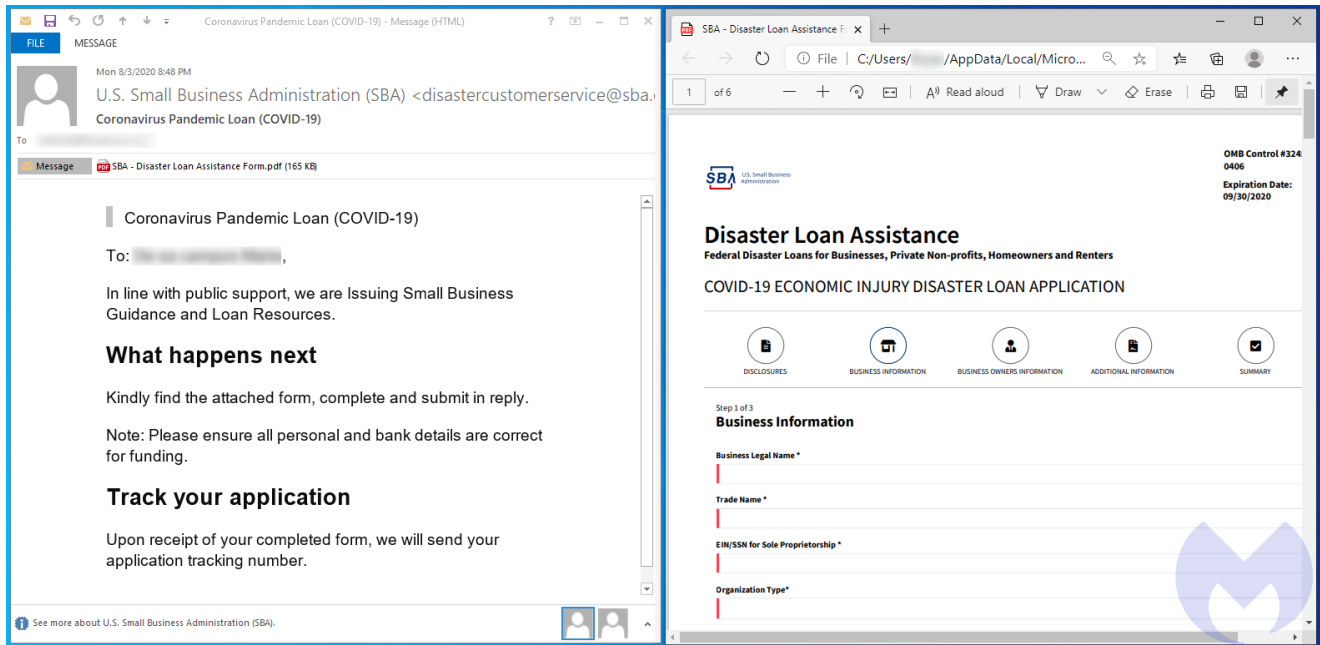 Coronavirus Pandemic Loan (COVID-19) - Message (HTML)
FILE MESSAGE
Mon 8/3/2020 8:48 PM
U.S. Small Business Administration (SBA) <disastercustomerservice@sba.
Coronavirus Pandemic Loan (COVID-19)
To
Message SBA - Disaster Loan Assistance Form.pdf (165 KB)
Coronavirus Pandemic Loan (COVID-19)
To: ,
In line with public support, we are Issuing Small Business
Guidance and Loan Resources.
What happens next
Kindly find the attached form, complete and submit in reply.
Note: Please ensure all personal and bank details are correct
for funding.
Track your application
Upon receipt of your completed form, we will send your
application tracking number.
See more about U.S. Small Business Administration (SBA).
SBA - Disaster Loan Assistance F
File C:/Users/ /AppData/Local/Micro...
1 of 6 Read aloud Draw Erase
OMB Control #324
0406
Expiration Date:
09/30/2020
SBA U.S. Small Business
Administration
Disaster Loan Assistance
Federal Disaster Loans for Businesses, Private Non-profits, Homeowners and Renters
COVID-19 ECONOMIC INJURY DISASTER LOAN APPLICATION
DISCLOSURES BUSINESS INFORMATION BUSINESS OWNERS INFORMATION ADDITIONAL INFORMATION SUMMARY
Step 1 of 3
Business Information
Business Legal Name *
Trade Name *
EIN/SSN for Sole Proprietorship *
Organization Type*